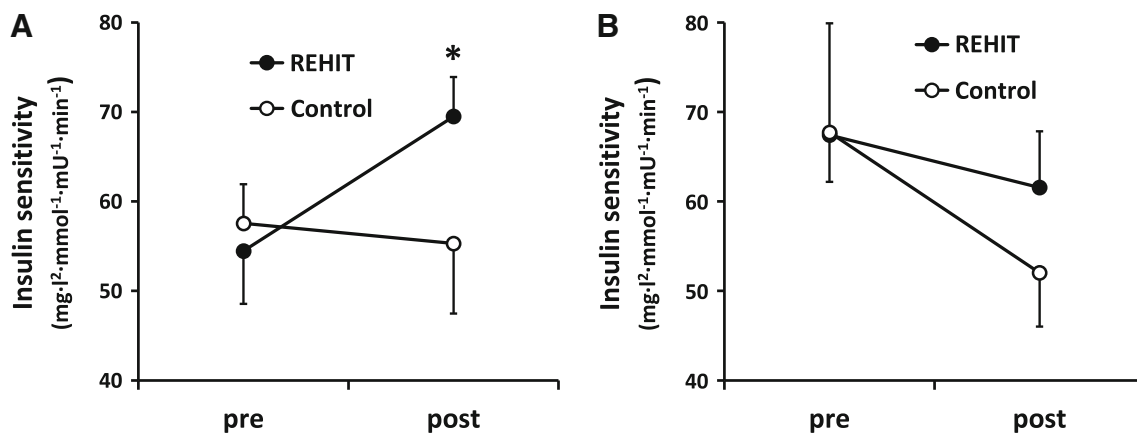 A
80
70
60
50
40
Insulin sensitivity
(mg·l²·mmol⁻¹·mU⁻¹·min⁻¹)
REHIT
Control
*
pre
post
B
80
70
60
50
40
Insulin sensitivity
(mg·l²·mmol⁻¹·mU⁻¹·min⁻¹)
REHIT
Control
pre
post